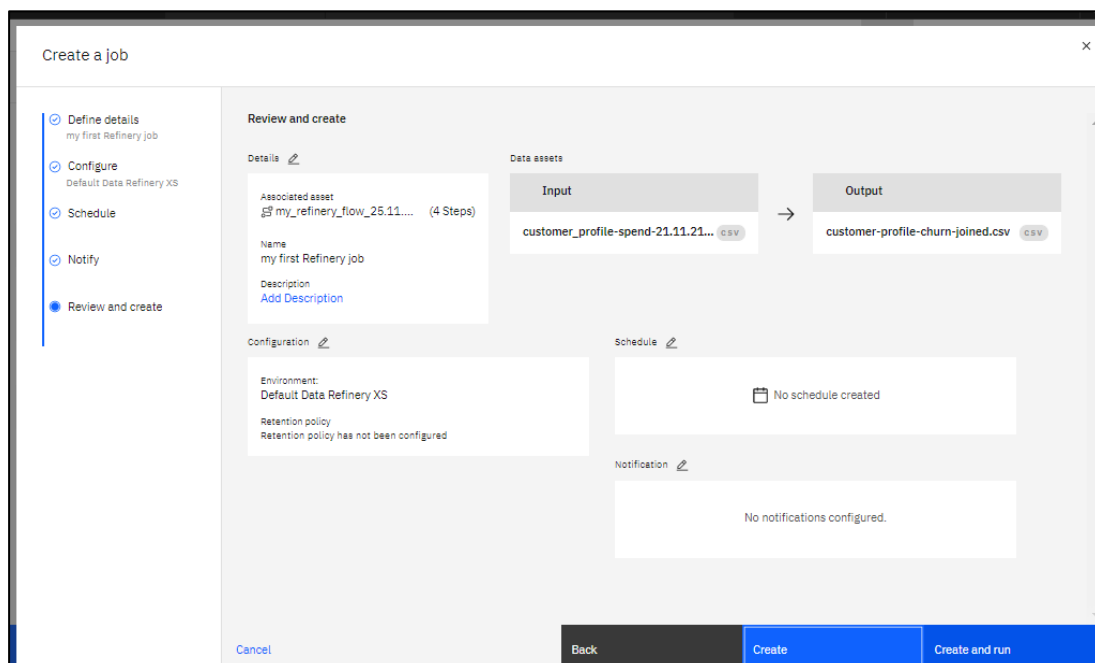 Create a job
Define details
my first Refinery job
Configure
Default Data Refinery XS
Schedule
Notify
Review and create
Review and create
Details
Associated asset
my_refinery_flow_25.11.... (4 Steps)
Name
my first Refinery job
Description
Add Description
Data assets
Input
customer_profile-spend-21.11.21... csv
Output
customer-profile-churn-joined.csv csv
Configuration
Environment:
Default Data Refinery XS
Retention policy
Retention policy has not been configured
Schedule
No schedule created
Notification
No notifications configured.
Cancel
Back
Create
Create and run